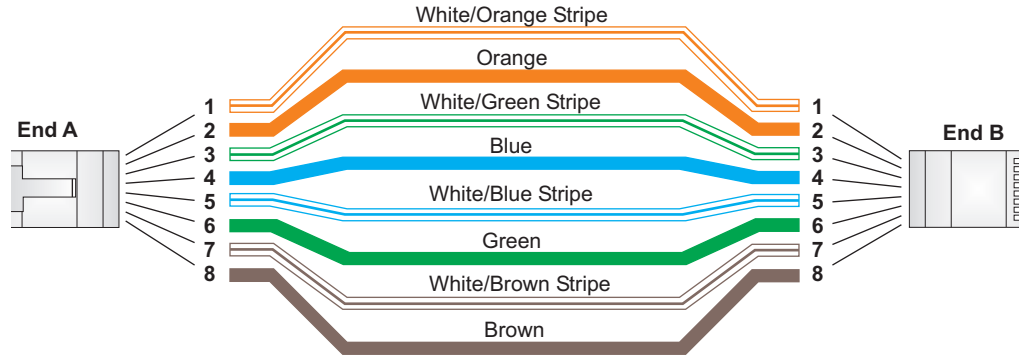 White/Orange Stripe
Orange
White/Green Stripe
Blue
White/Blue Stripe
Green
White/Brown Stripe
Brown
End A
1
2
3
4
5
6
7
8
1
2
3
4
5
6
7
8
End B